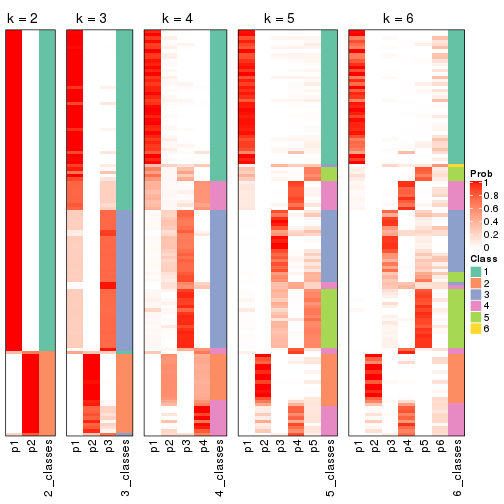 k = 2
k = 3
k = 4
k = 5
k = 6
p1
p2
2_classes
p1
p2
p3
3_classes
p1
p2
p3
p4
4_classes
p1
p2
p3
p4
p5
5_classes
p1
p2
p3
p4
p5
p6
6_classes
Prob
1
0.8
0.6
0.4
0.2
0
Class
1
2
3
4
5
6